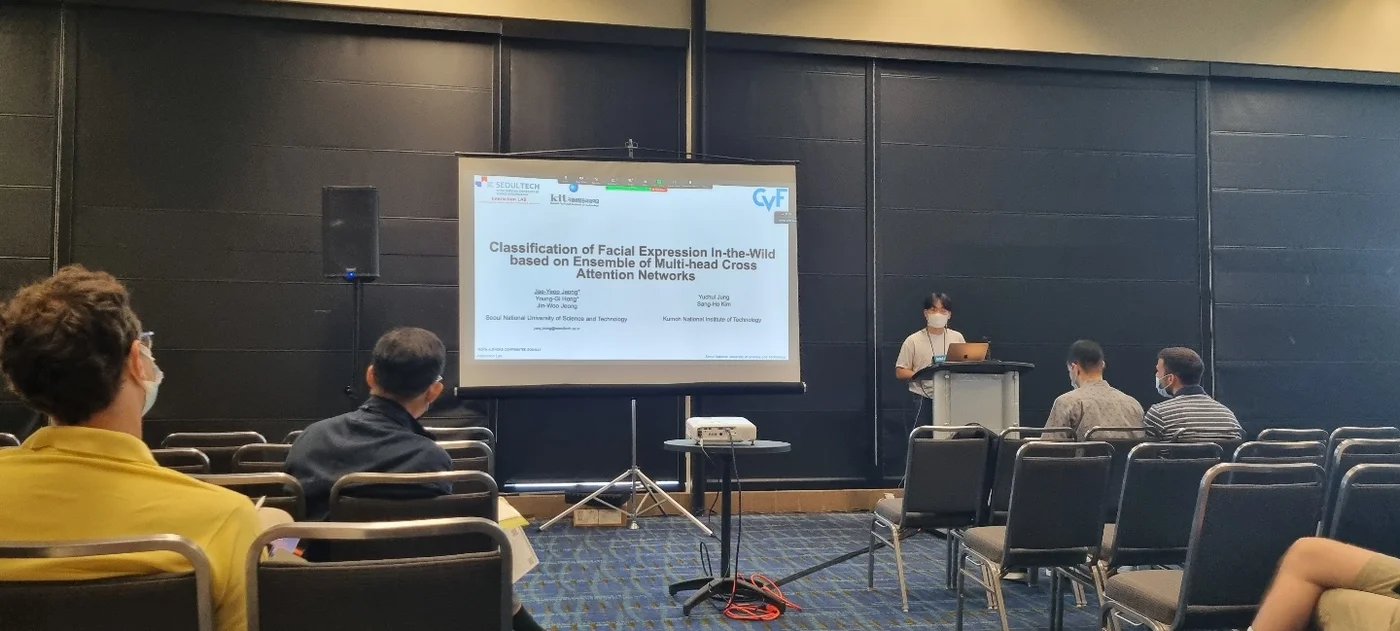 SEOULTECH
kit
CVF
Classification of Facial Expression In-the-Wild
based on Ensemble of Multi-head Cross
Attention Networks
Jae-Yeop Jeong*
Yeong-Gi Hong*
Jin-Woo Jeong
Yuchul Jung
Sang-Ho Kim
Seoul National University of Science and Technology
Kumoh National Institute of Technology